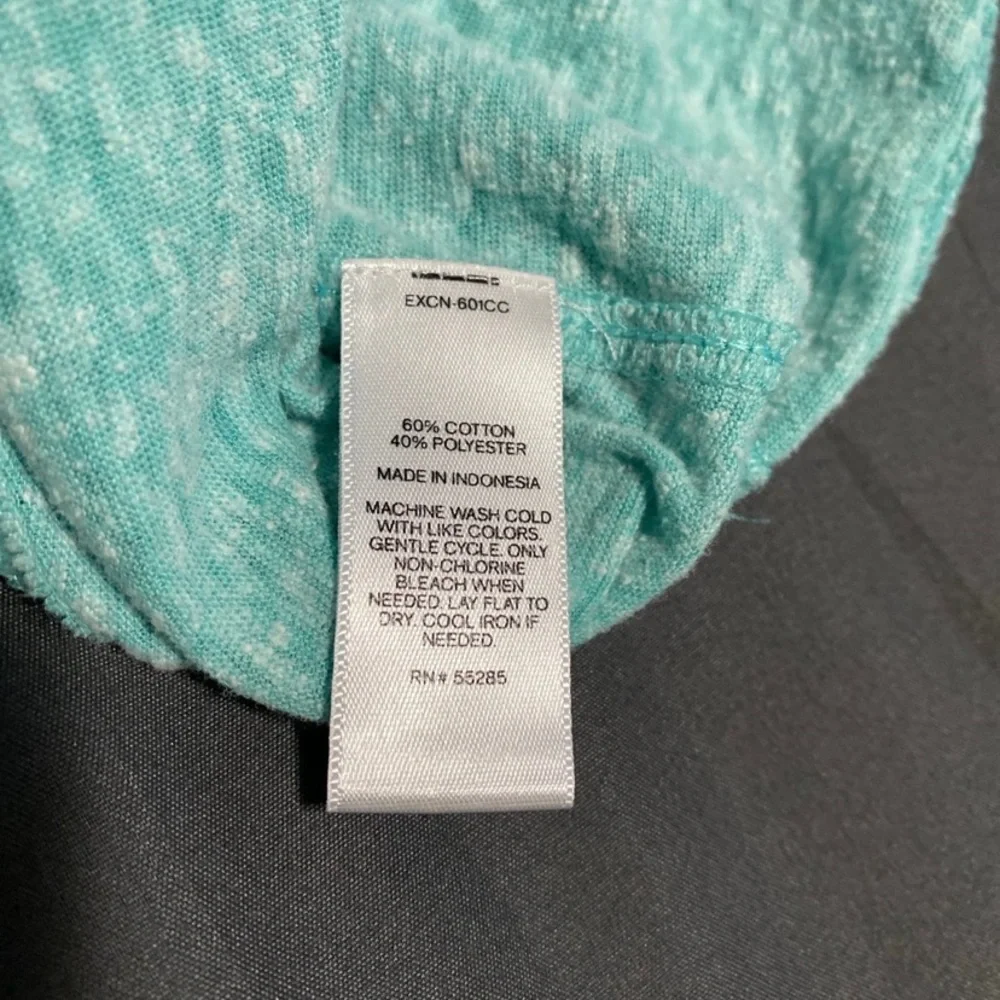 EXCN-601CC
60% COTTON
40% POLYESTER
MADE IN INDONESIA
MACHINE WASH COLD
WITH LIKE COLORS.
GENTLE CYCLE. ONLY
NON-CHLORINE
BLEACH WHEN
NEEDED. LAY FLAT TO
DRY. COOL IRON IF
NEEDED.
RN# 55285